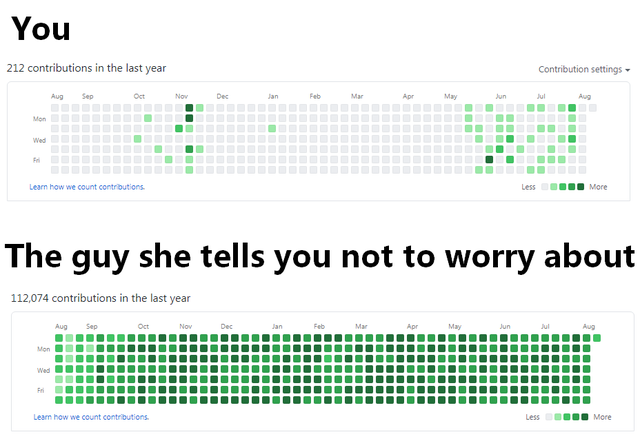 You
212 contributions in the last year
Contribution settings
Aug Sep Oct Nov Dec Jan Feb Mar Apr May Jun Jul Aug
Mon
Wed
Fri
Learn how we count contributions.
Less More
The guy she tells you not to worry about
112,074 contributions in the last year
Aug Sep Oct Nov Dec Jan Feb Mar Apr May Jun Jul Aug
Mon
Wed
Fri
Learn how we count contributions.
Less More